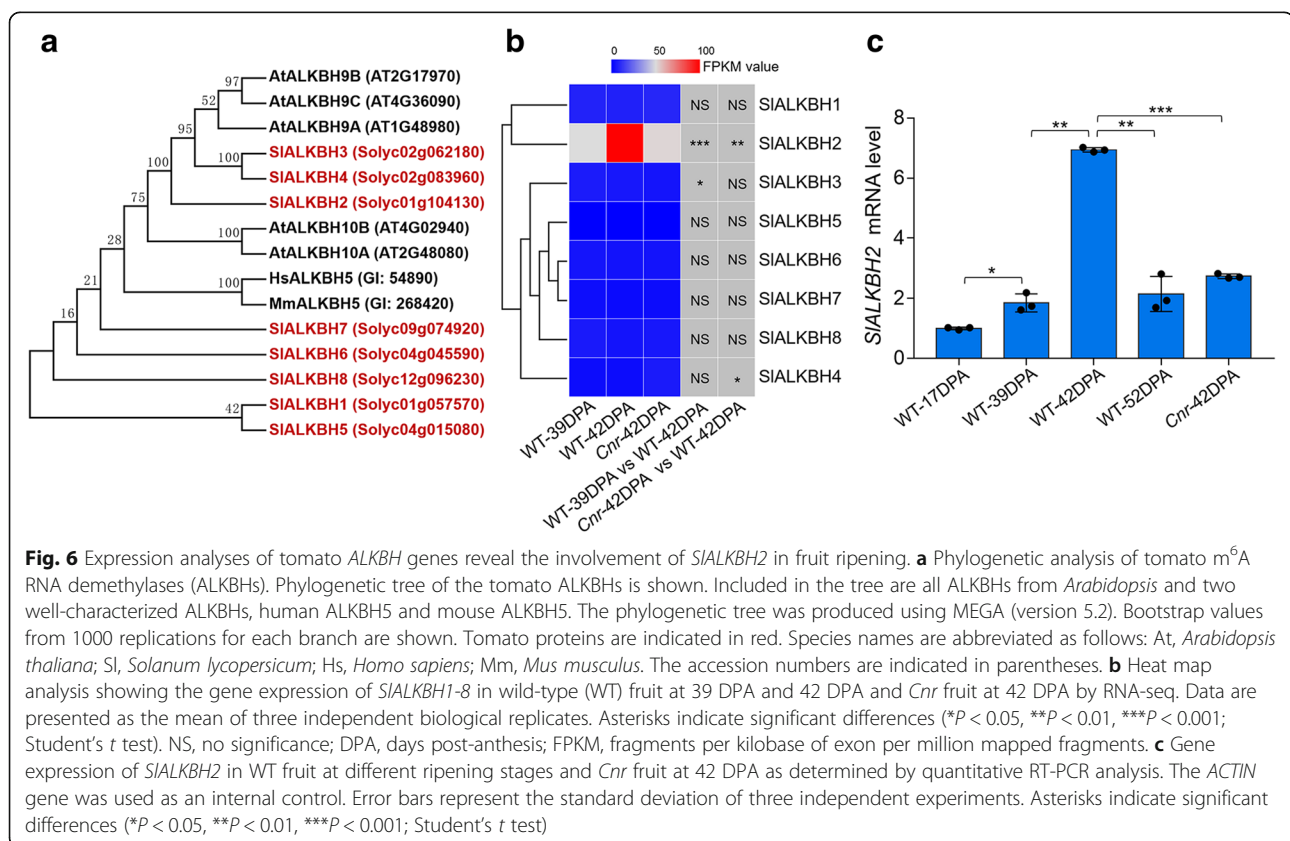 a
b
c
97
52
95
100
100
75
100
28
100
21
16
42
AtALKBH9B (AT2G17970)
AtALKBH9C (AT4G36090)
AtALKBH9A (AT1G48980)
SlALKBH3 (Solyc02g062180)
SlALKBH4 (Solyc02g083960)
SlALKBH2 (Solyc01g104130)
AtALKBH10B (AT4G02940)
AtALKBH10A (AT2G48080)
HsALKBH5 (GI: 54890)
MmALKBH5 (GI: 268420)
SlALKBH7 (Solyc09g074920)
SlALKBH6 (Solyc04g045590)
SlALKBH8 (Solyc12g096230)
SlALKBH1 (Solyc01g057570)
SlALKBH5 (Solyc04g015080)
0 50 100
FPKM value
NS NS SlALKBH1
*** ** SlALKBH2
* NS SlALKBH3
NS NS SlALKBH5
NS NS SlALKBH6
NS NS SlALKBH7
NS NS SlALKBH8
NS * SlALKBH4
WT-39DPA
WT-42DPA
Cnr-42DPA
WT-39DPA vs WT-42DPA
Cnr-42DPA vs WT-42DPA
SlALKBH2 mRNA level
8
6
4
2
0
*
**
**
***
WT-17DPA
WT-39DPA
WT-42DPA
WT-52DPA
Cnr-42DPA
Fig. 6 Expression analyses of tomato ALKBH genes reveal the involvement of SlALKBH2 in fruit ripening. a Phylogenetic analysis of tomato m⁶A
RNA demethylases (ALKBHs). Phylogenetic tree of the tomato ALKBHs is shown. Included in the tree are all ALKBHs from Arabidopsis and two
well-characterized ALKBHs, human ALKBH5 and mouse ALKBH5. The phylogenetic tree was produced using MEGA (version 5.2). Bootstrap values
from 1000 replications for each branch are shown. Tomato proteins are indicated in red. Species names are abbreviated as follows: At, Arabidopsis
thaliana; Sl, Solanum lycopersicum; Hs, Homo sapiens; Mm, Mus musculus. The accession numbers are indicated in parentheses. b Heat map
analysis showing the gene expression of SlALKBH1-8 in wild-type (WT) fruit at 39 DPA and 42 DPA and Cnr fruit at 42 DPA by RNA-seq. Data are
presented as the mean of three independent biological replicates. Asterisks indicate significant differences (*P < 0.05, **P < 0.01, ***P < 0.001;
Student's t test). NS, no significance; DPA, days post-anthesis; FPKM, fragments per kilobase of exon per million mapped fragments. c Gene
expression of SlALKBH2 in WT fruit at different ripening stages and Cnr fruit at 42 DPA as determined by quantitative RT-PCR analysis. The ACTIN
gene was used as an internal control. Error bars represent the standard deviation of three independent experiments. Asterisks indicate significant
differences (*P < 0.05, **P < 0.01, ***P < 0.001; Student's t test)